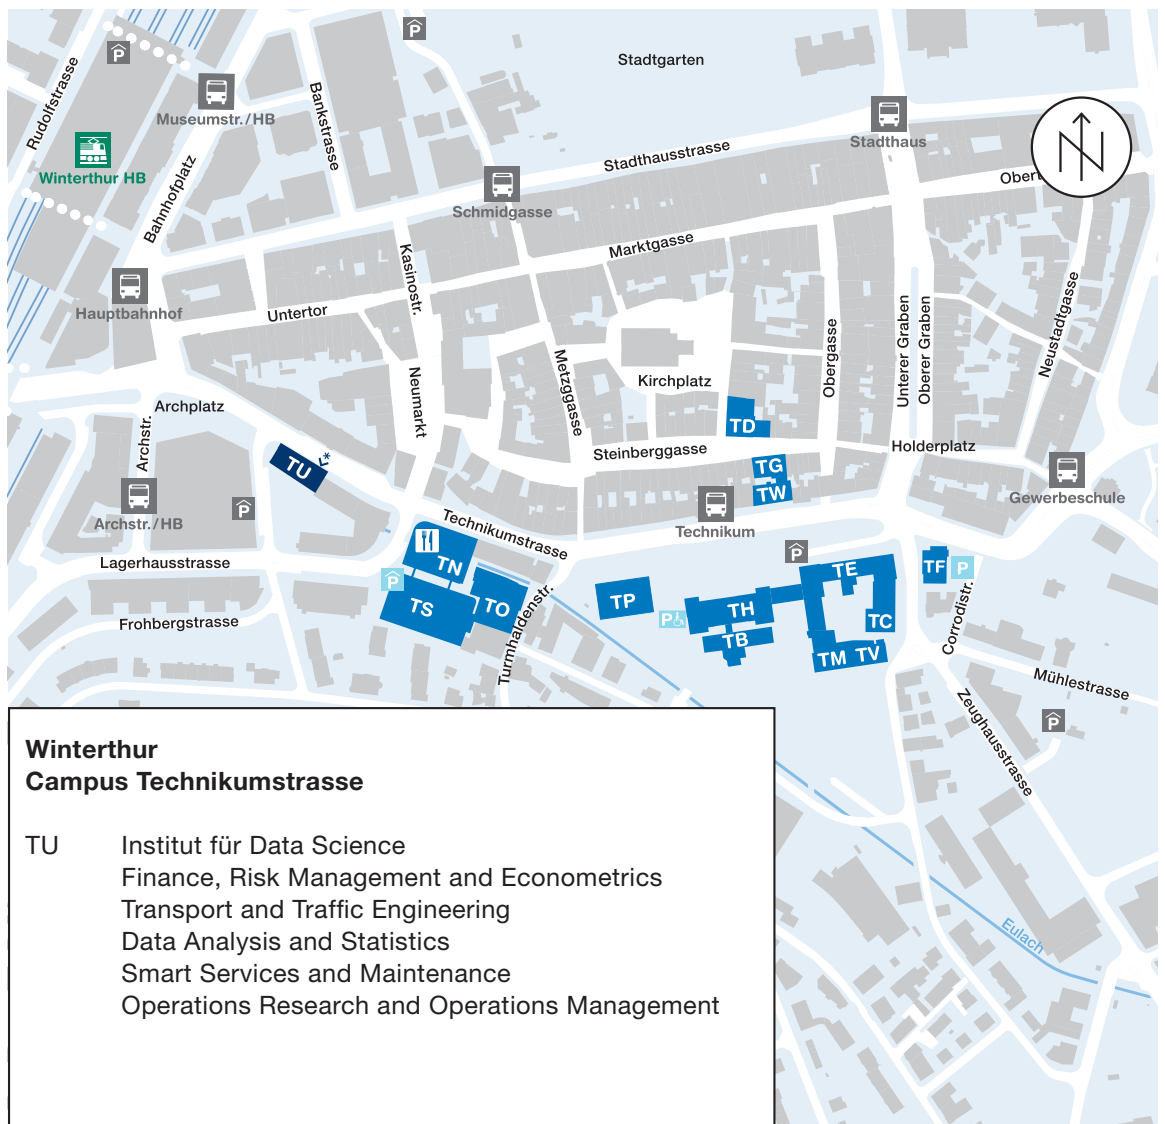 P
P
Stadtgarten
Rudolfstrasse
Museumstr./HB
Bankstrasse
Stadthaus
N
Winterthur HB
Bahnhofplatz
Stadthausstrasse
Schmidgasse
Marktgasse
Kasinostr.
Hauptbahnhof
Untertor
Metzggasse
Obergasse
Unterer Graben
Oberer Graben
Neustadtgasse
Neumarkt
Kirchplatz
Archplatz
Archstr.
TD
Steinberggasse
Holderplatz
TU
*
TG
TW
Gewerbeschule
Archstr./HB
P
Technikumstrasse
Technikum
P
Lagerhausstrasse
TN
P
TS
TO
Turmhaldenstr.
TP
P
TH
TB
TE
TC
TM
TV
TF
P
Corrodistr.
Frohbergstrasse
Mühlestrasse
Zeughausstrasse
P
Eulach
Winterthur
Campus Technikumstrasse
TU Institut für Data Science
Finance, Risk Management and Econometrics
Transport and Traffic Engineering
Data Analysis and Statistics
Smart Services and Maintenance
Operations Research and Operations Management